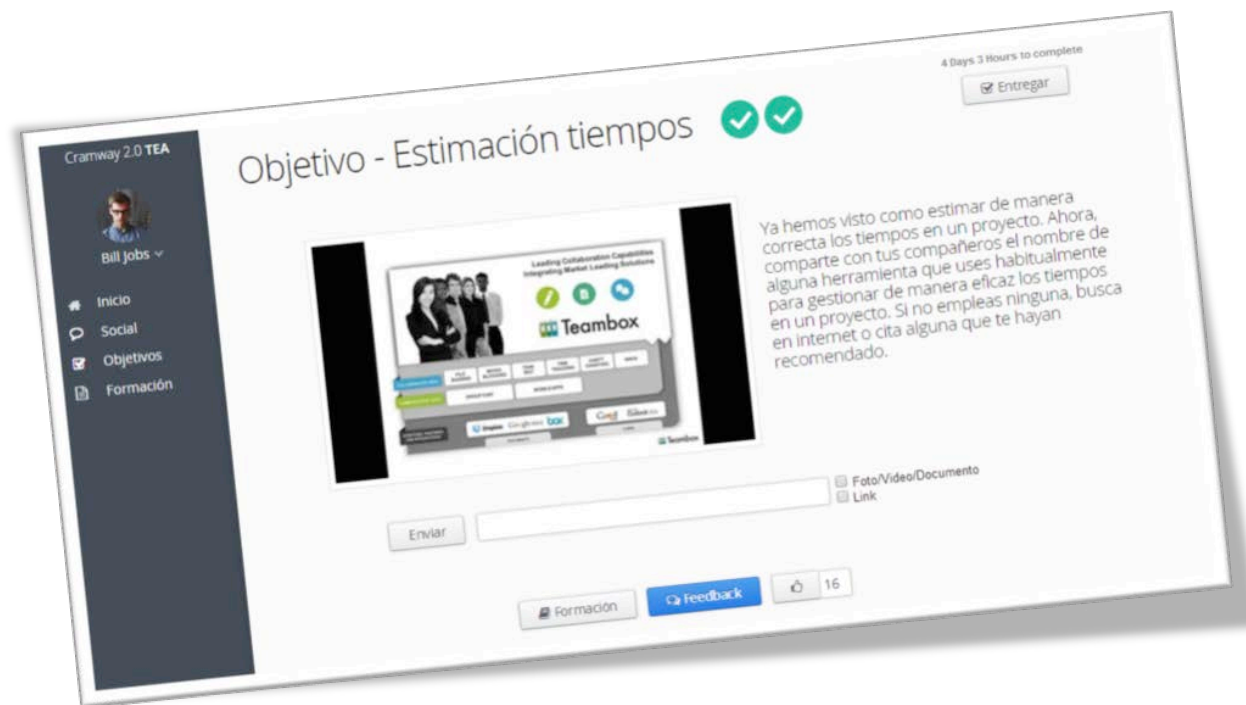 4 Days 3 Hours to complete
Entregar
Cramway 2.0 TEA
Bill Jobs
Inicio
Social
Objetivos
Formación
Objetivo - Estimación tiempos
Leading Collaboration Capabilities
Integrating Market Leading Solutions
Teambox
Teambox
Ya hemos visto como estimar de manera
correcta los tiempos en un proyecto. Ahora,
comparte con tus compañeros el nombre de
alguna herramienta que uses habitualmente
para gestionar de manera eficaz los tiempos
en un proyecto. Si no empleas ninguna, busca
en internet o cita alguna que te hayan
recomendado.
Enviar
Foto/Video/Documento
Link
Formación
Feedback
16